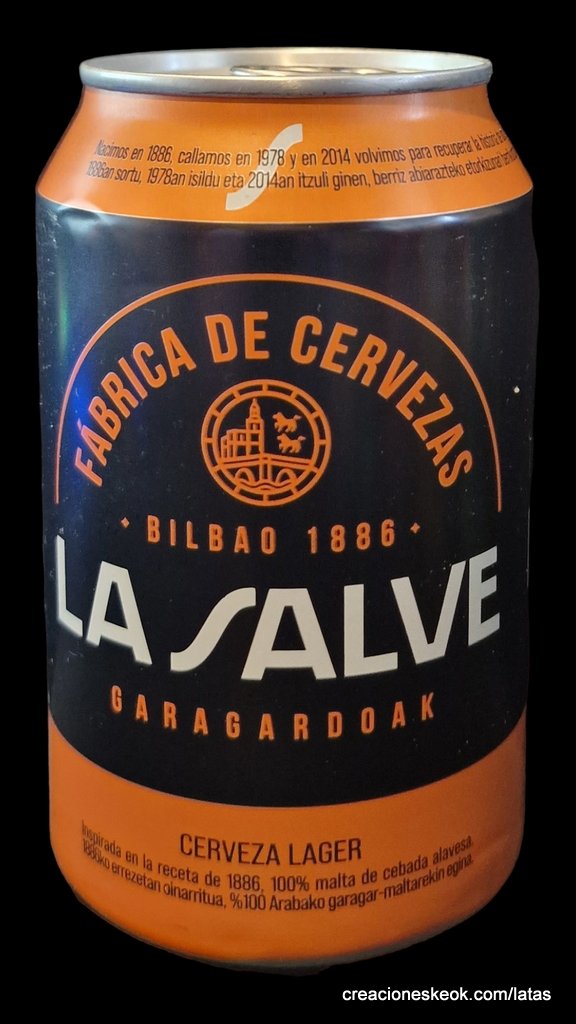 Nacimos en 1886, callamos en 1978 y en 2014 volvimos para recuperar la historia
1886an sortu, 1978an isildu eta 2014an itzuli ginen, berriz abiarazteko
FÁBRICA DE CERVEZAS
BILBAO 1886
LA SALVE
GARAGARDOAK
CERVEZA LAGER
Inspirada en la receta de 1886, 100% malta de cebada alavesa.
1886ko errezetan oinarritua, %100 Arabako garagar-maltarekin egina.
creacioneskeok.com/latas